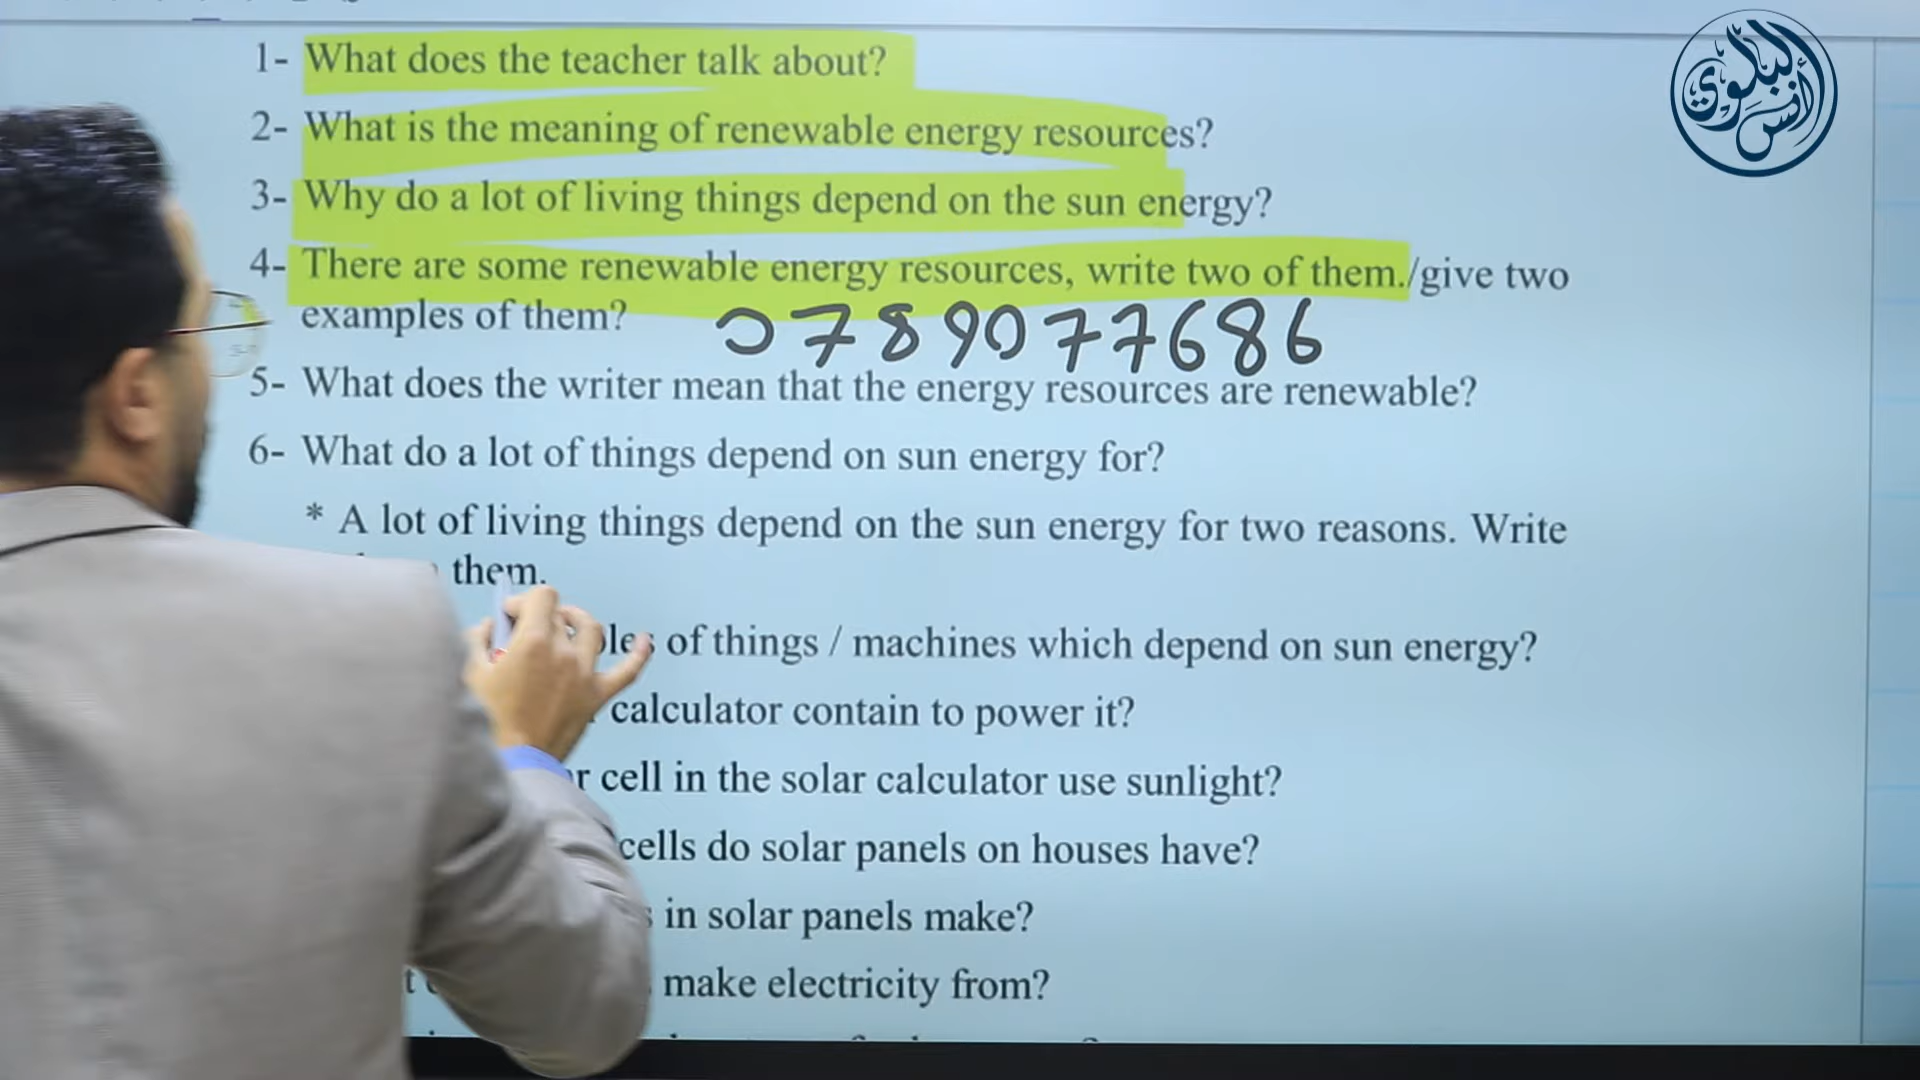 1- What does the teacher talk about?
2- What is the meaning of renewable energy resources?
3- Why do a lot of living things depend on the sun energy?
4- There are some renewable energy resources, write two of them./give two
examples of them?
0789077686
5- What does the writer mean that the energy resources are renewable?
6- What do a lot of things depend on sun energy for?
* A lot of living things depend on the sun energy for two reasons. Write
them.
of things / machines which depend on sun energy?
calculator contain to power it?
cell in the solar calculator use sunlight?
cells do solar panels on houses have?
in solar panels make?
make electricity from?
أنس البلوي